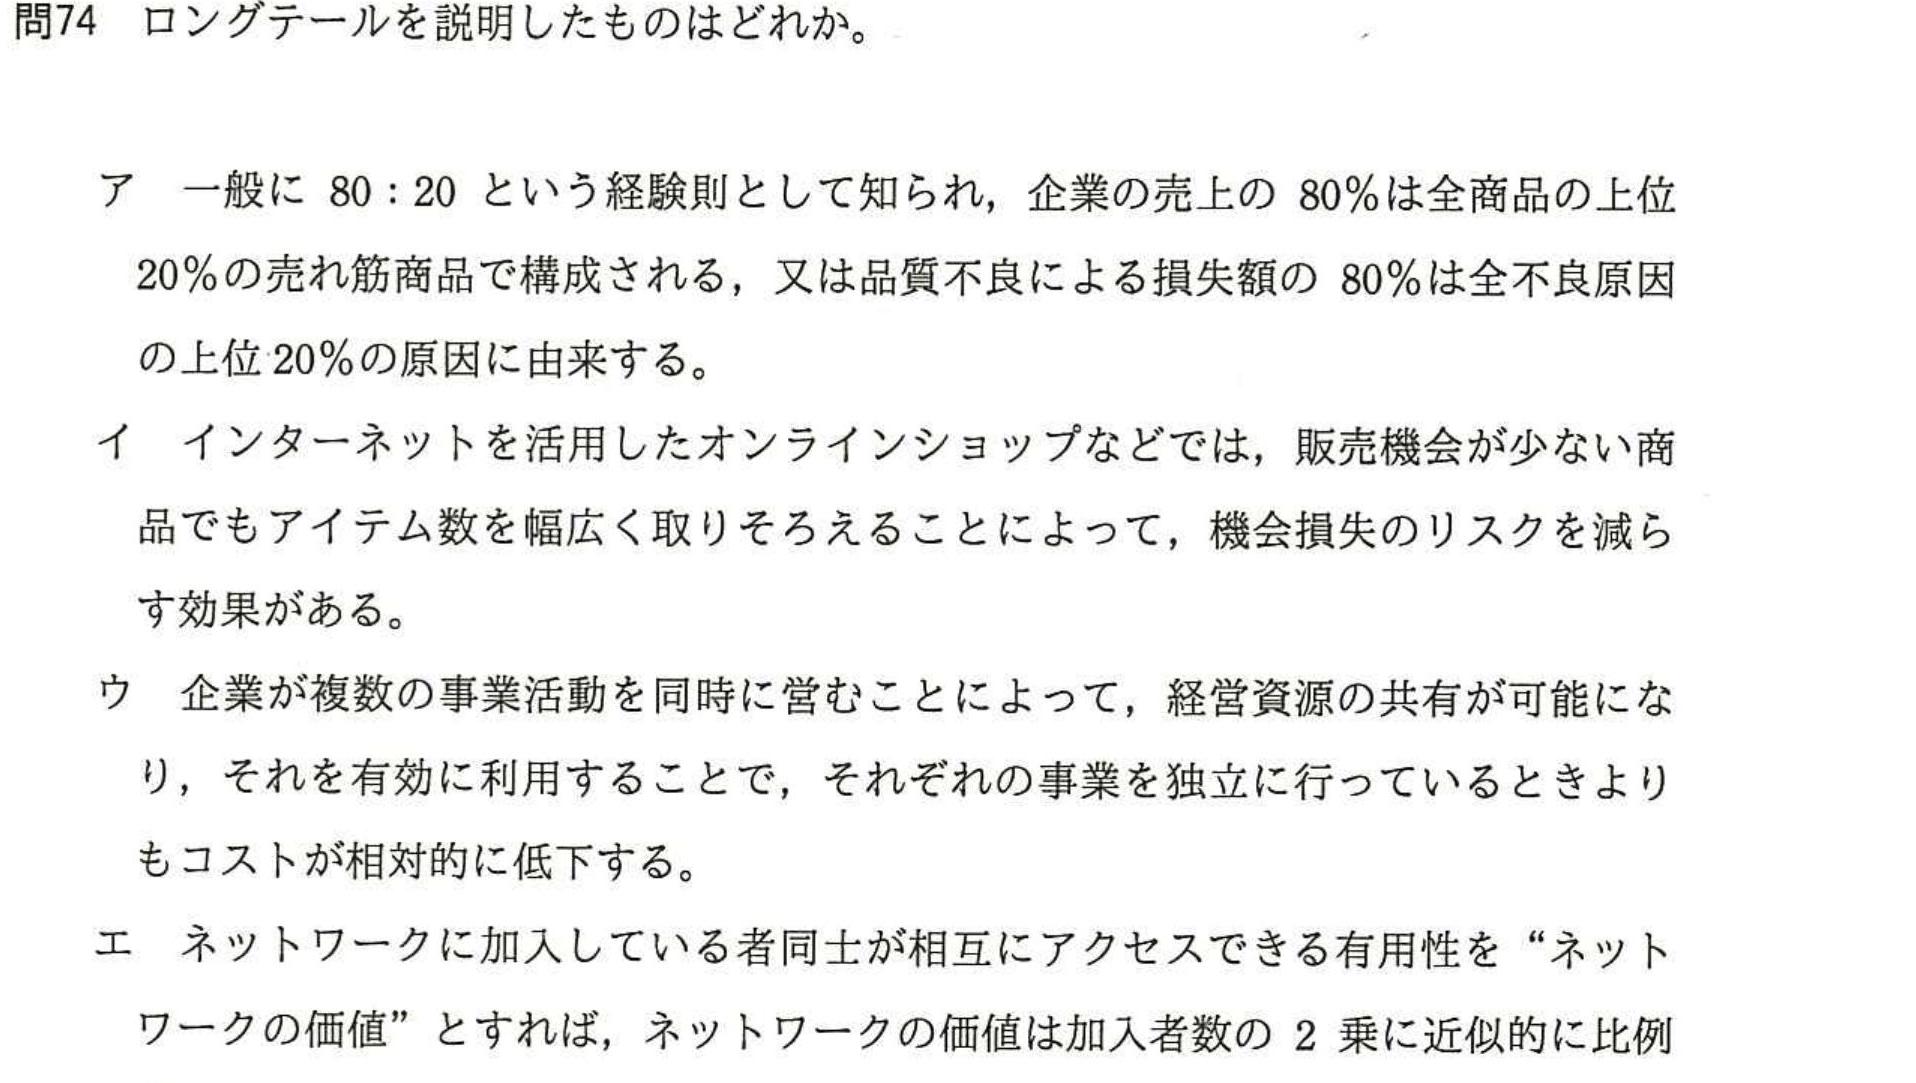 問74 ロングテールを説明したものはどれか。
ア 一般に 80：20 という経験則として知られ，企業の売上の 80％は全商品の上位
20％の売れ筋商品で構成される，又は品質不良による損失額の 80％は全不良原因
の上位 20％の原因に由来する。
イ インターネットを活用したオンラインショップなどでは，販売機会が少ない商
品でもアイテム数を幅広く取りそろえることによって，機会損失のリスクを減ら
す効果がある。
ウ 企業が複数の事業活動を同時に営むことによって，経営資源の共有が可能にな
り，それを有効に利用することで，それぞれの事業を独立に行っているときより
もコストが相対的に低下する。
エ ネットワークに加入している者同士が相互にアクセスできる有用性を “ネット
ワークの価値” とすれば，ネットワークの価値は加入者数の 2 乗に近似的に比例